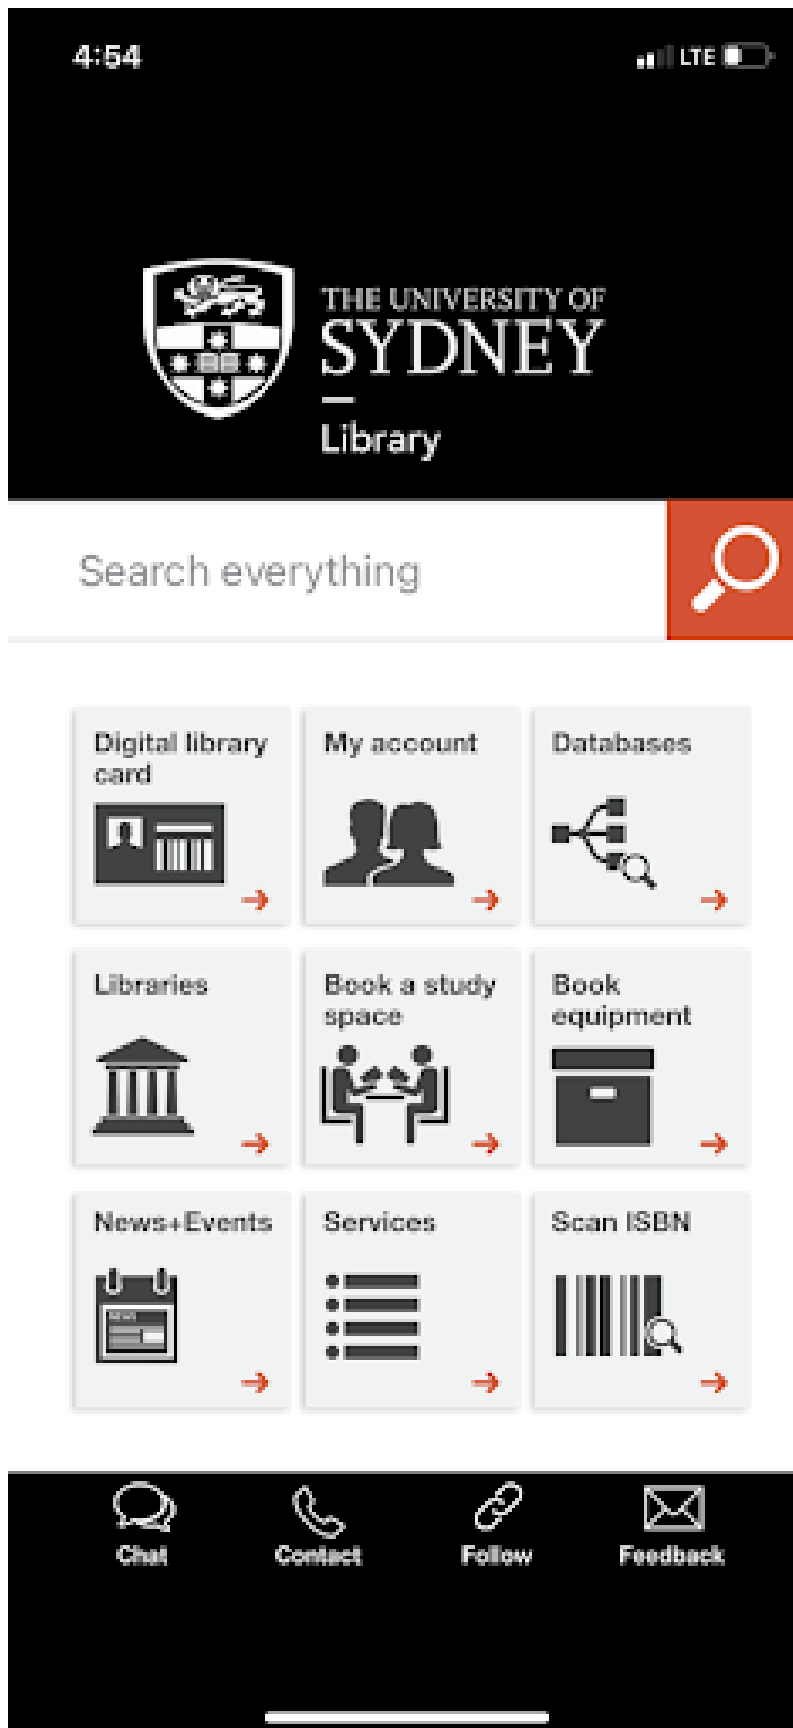 4:54
LTE
THE UNIVERSITY OF
SYDNEY
Library
Search everything
Digital library
card
My account
Databases
Libraries
Book a study
space
Book
equipment
News+Events
Services
Scan ISBN
NEWS
Chat
Contact
Follow
Feedback